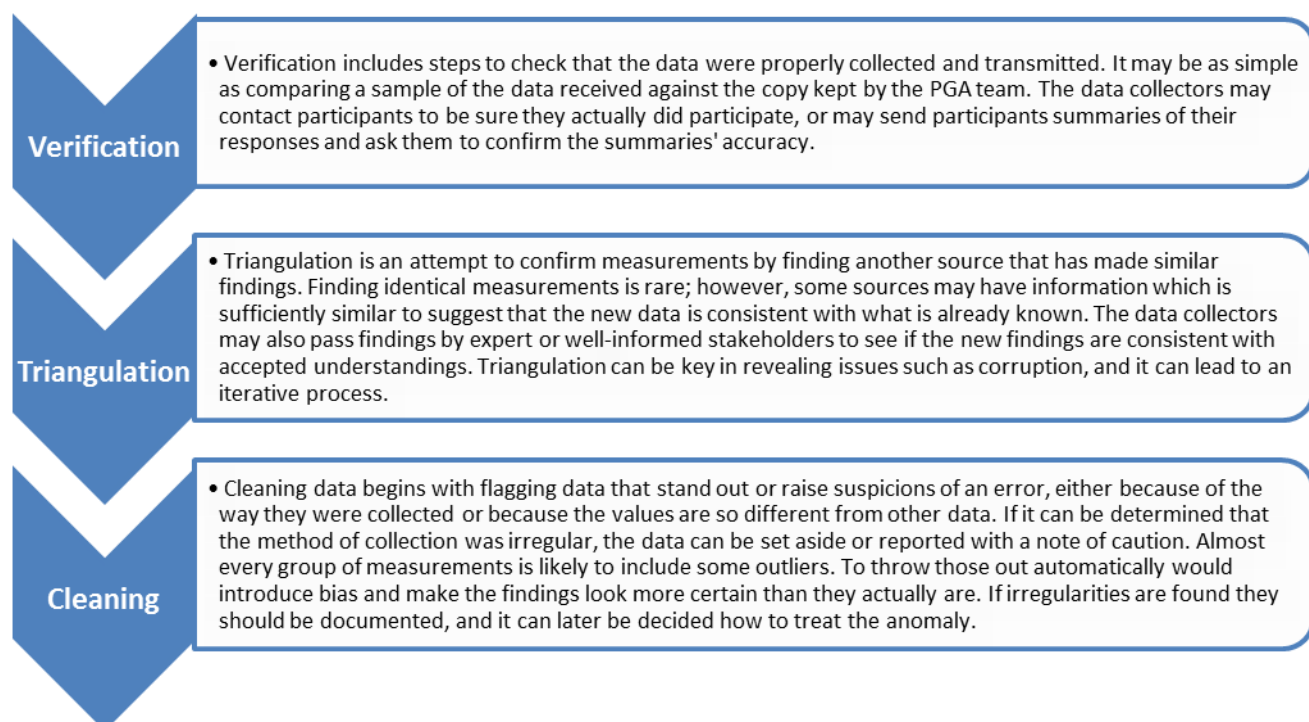 Verification
• Verification includes steps to check that the data were properly collected and transmitted. It may be as simple
as comparing a sample of the data received against the copy kept by the PGA team. The data collectors may
contact participants to be sure they actually did participate, or may send participants summaries of their
responses and ask them to confirm the summaries' accuracy.
Triangulation
• Triangulation is an attempt to confirm measurements by finding another source that has made similar
findings. Finding identical measurements is rare; however, some sources may have information which is
sufficiently similar to suggest that the new data is consistent with what is already known. The data collectors
may also pass findings by expert or well-informed stakeholders to see if the new findings are consistent with
accepted understandings. Triangulation can be key in revealing issues such as corruption, and it can lead to an
iterative process.
Cleaning
• Cleaning data begins with flagging data that stand out or raise suspicions of an error, either because of the
way they were collected or because the values are so different from other data. If it can be determined that
the method of collection was irregular, the data can be set aside or reported with a note of caution. Almost
every group of measurements is likely to include some outliers. To throw those out automatically would
introduce bias and make the findings look more certain than they actually are. If irregularities are found they
should be documented, and it can later be decided how to treat the anomaly.